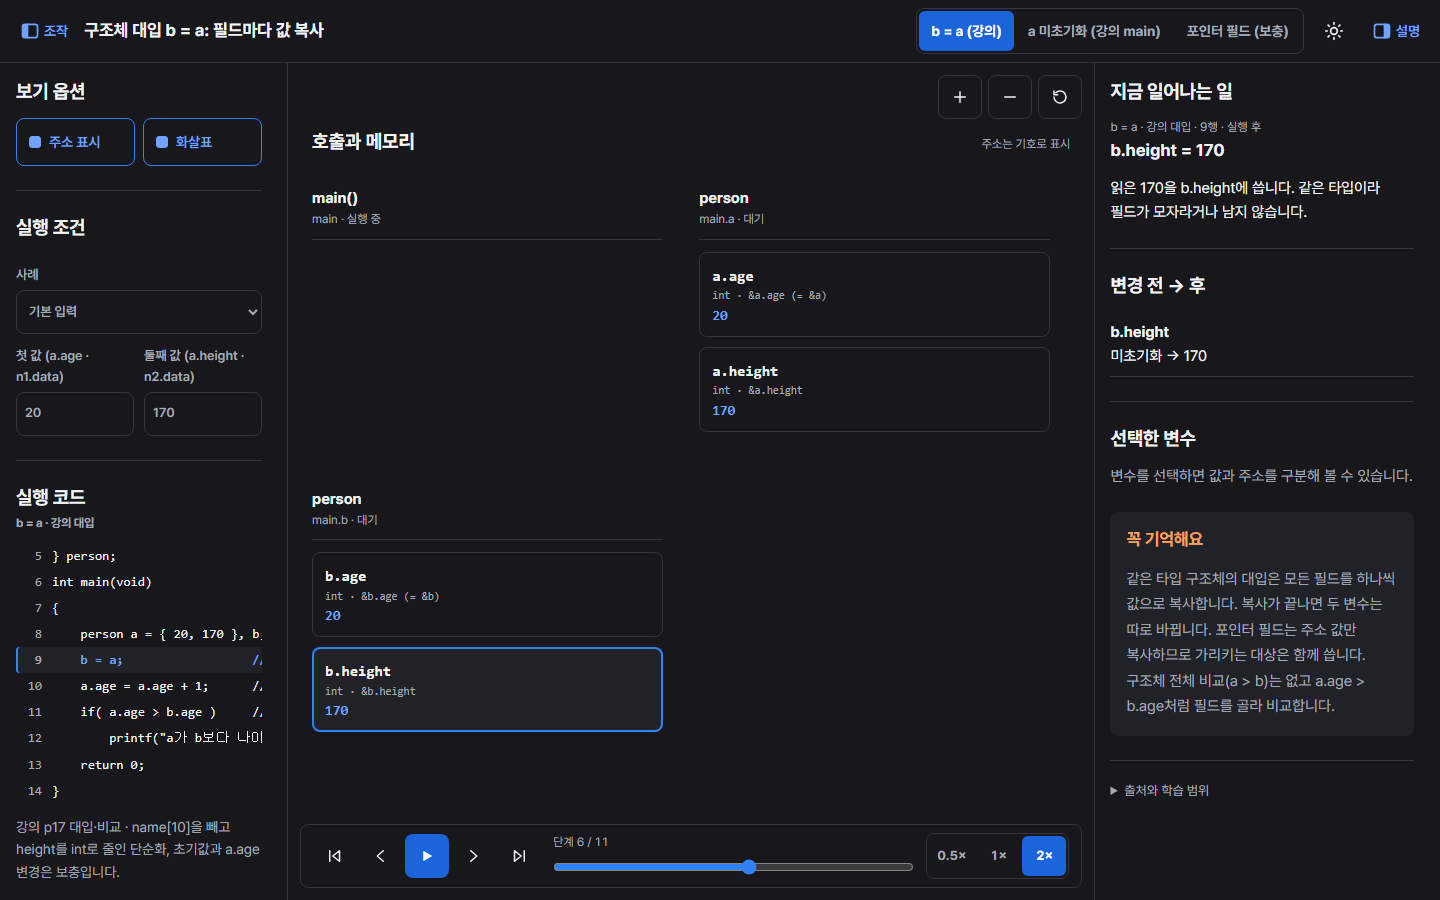 조작
구조체 대입 b = a: 필드마다 값 복사
b = a (강의)
a 미초기화 (강의 main)
포인터 필드 (보충)
설명
보기 옵션
주소 표시
화살표
실행 조건
사례
기본 입력
첫 값 (a.age · n1.data)
둘째 값 (a.height · n2.data)
20
170
실행 코드
b = a · 강의 대입
5 } person;
6 int main(void)
7 {
8 person a = { 20, 170 }, b;
9 b = a; //
10 a.age = a.age + 1; //
11 if( a.age > b.age ) //
12 printf("a가 b보다 나이
13 return 0;
14 }
강의 p17 대입·비교 · name[10]을 빼고
height를 int로 줄인 단순화, 초기값과 a.age
변경은 보충입니다.
호출과 메모리
주소는 기호로 표시
main()
main · 실행 중
person
main.a · 대기
a.age
int · &a.age (= &a)
20
a.height
int · &a.height
170
person
main.b · 대기
b.age
int · &b.age (= &b)
20
b.height
int · &b.height
170
단계 6 / 11
0.5×
1×
2×
지금 일어나는 일
b = a · 강의 대입 · 9행 · 실행 후
b.height = 170
읽은 170을 b.height에 씁니다. 같은 타입이라
필드가 모자라거나 남지 않습니다.
변경 전 → 후
b.height
미초기화 → 170
선택한 변수
변수를 선택하면 값과 주소를 구분해 볼 수 있습니다.
꼭 기억해요
같은 타입 구조체의 대입은 모든 필드를 하나씩
값으로 복사합니다. 복사가 끝나면 두 변수는
따로 바뀝니다. 포인터 필드는 주소 값만
복사하므로 가리키는 대상은 함께 씁니다.
구조체 전체 비교(a > b)는 없고 a.age >
b.age처럼 필드를 골라 비교합니다.
출처와 학습 범위